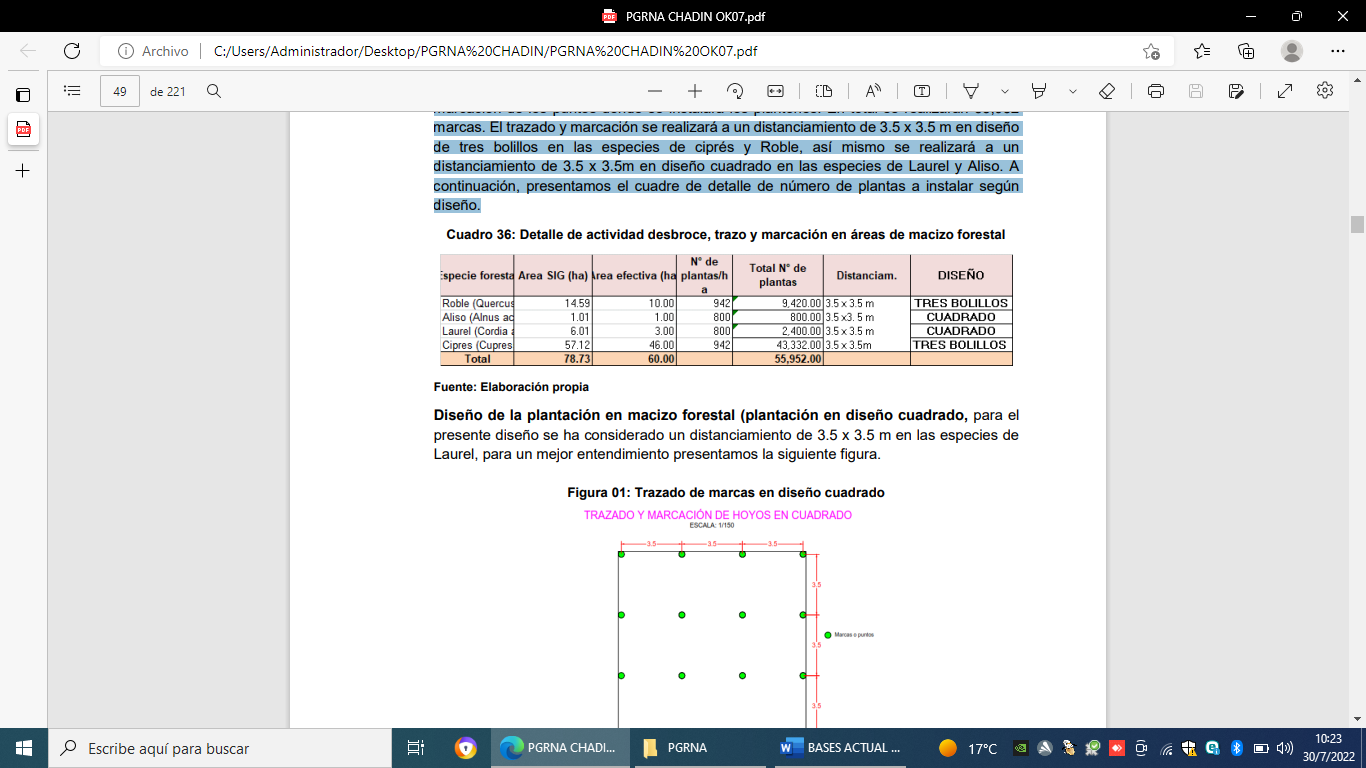 PGRNA CHADIN OK07.pdf
Archivo C:/Users/Administrador/Desktop/PGRNA%20CHADIN/PGRNA%20CHADIN%20OK07.pdf
49 de 221
marcas. El trazado y marcación se realizará a un distanciamiento de 3.5 x 3.5 m en diseño
de tres bolillos en las especies de ciprés y Roble, así mismo se realizará a un
distanciamiento de 3.5 x 3.5m en diseño cuadrado en las especies de Laurel y Aliso. A
continuación, presentamos el cuadre de detalle de número de plantas a instalar según
diseño.
Cuadro 36: Detalle de actividad desbroce, trazo y marcación en áreas de macizo forestal
Especie foresta Area SIG (ha) Area efectiva (ha N° de plantas/ha Total N° de plantas Distanciam. DISEÑO
Roble (Quercus 14.59 10.00 942 9,420.00 3.5 x 3.5 m TRES BOLILLOS
Aliso (Alnus ac 1.01 1.00 800 800.00 3.5 x3. 5 m CUADRADO
Laurel (Cordia a 6.01 3.00 800 2,400.00 3.5 x 3.5 m CUADRADO
Cipres (Cupres 57.12 46.00 942 43,332.00 3.5 x 3.5m TRES BOLILLOS
Total 78.73 60.00 55,952.00
Fuente: Elaboración propia
Diseño de la plantación en macizo forestal (plantación en diseño cuadrado, para el
presente diseño se ha considerado un distanciamiento de 3.5 x 3.5 m en las especies de
Laurel, para un mejor entendimiento presentamos la siguiente figura.
Figura 01: Trazado de marcas en diseño cuadrado
TRAZADO Y MARCACIÓN DE HOYOS EN CUADRADO
ESCALA: 1/150
3.5 3.5 3.5
3.5
Marcas o puntos
3.5
3.5
Escribe aquí para buscar
PGRNA CHADI...
PGRNA
BASES ACTUAL ...
17°C
10:23
30/7/2022